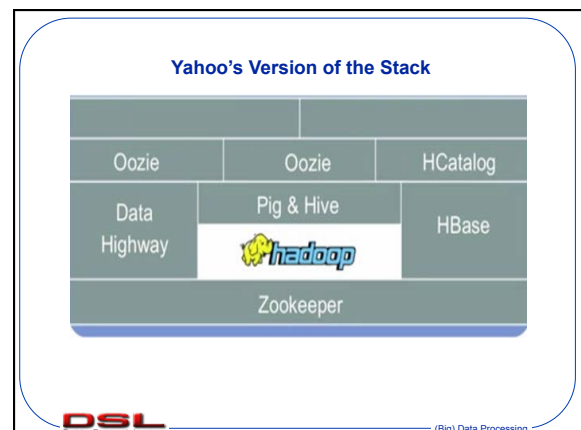 Yahoo's Version of the Stack
Oozie
Oozie
HCatalog
Data
Highway
Pig & Hive
hadoop
HBase
Zookeeper
DSL
(Big) Data Processing